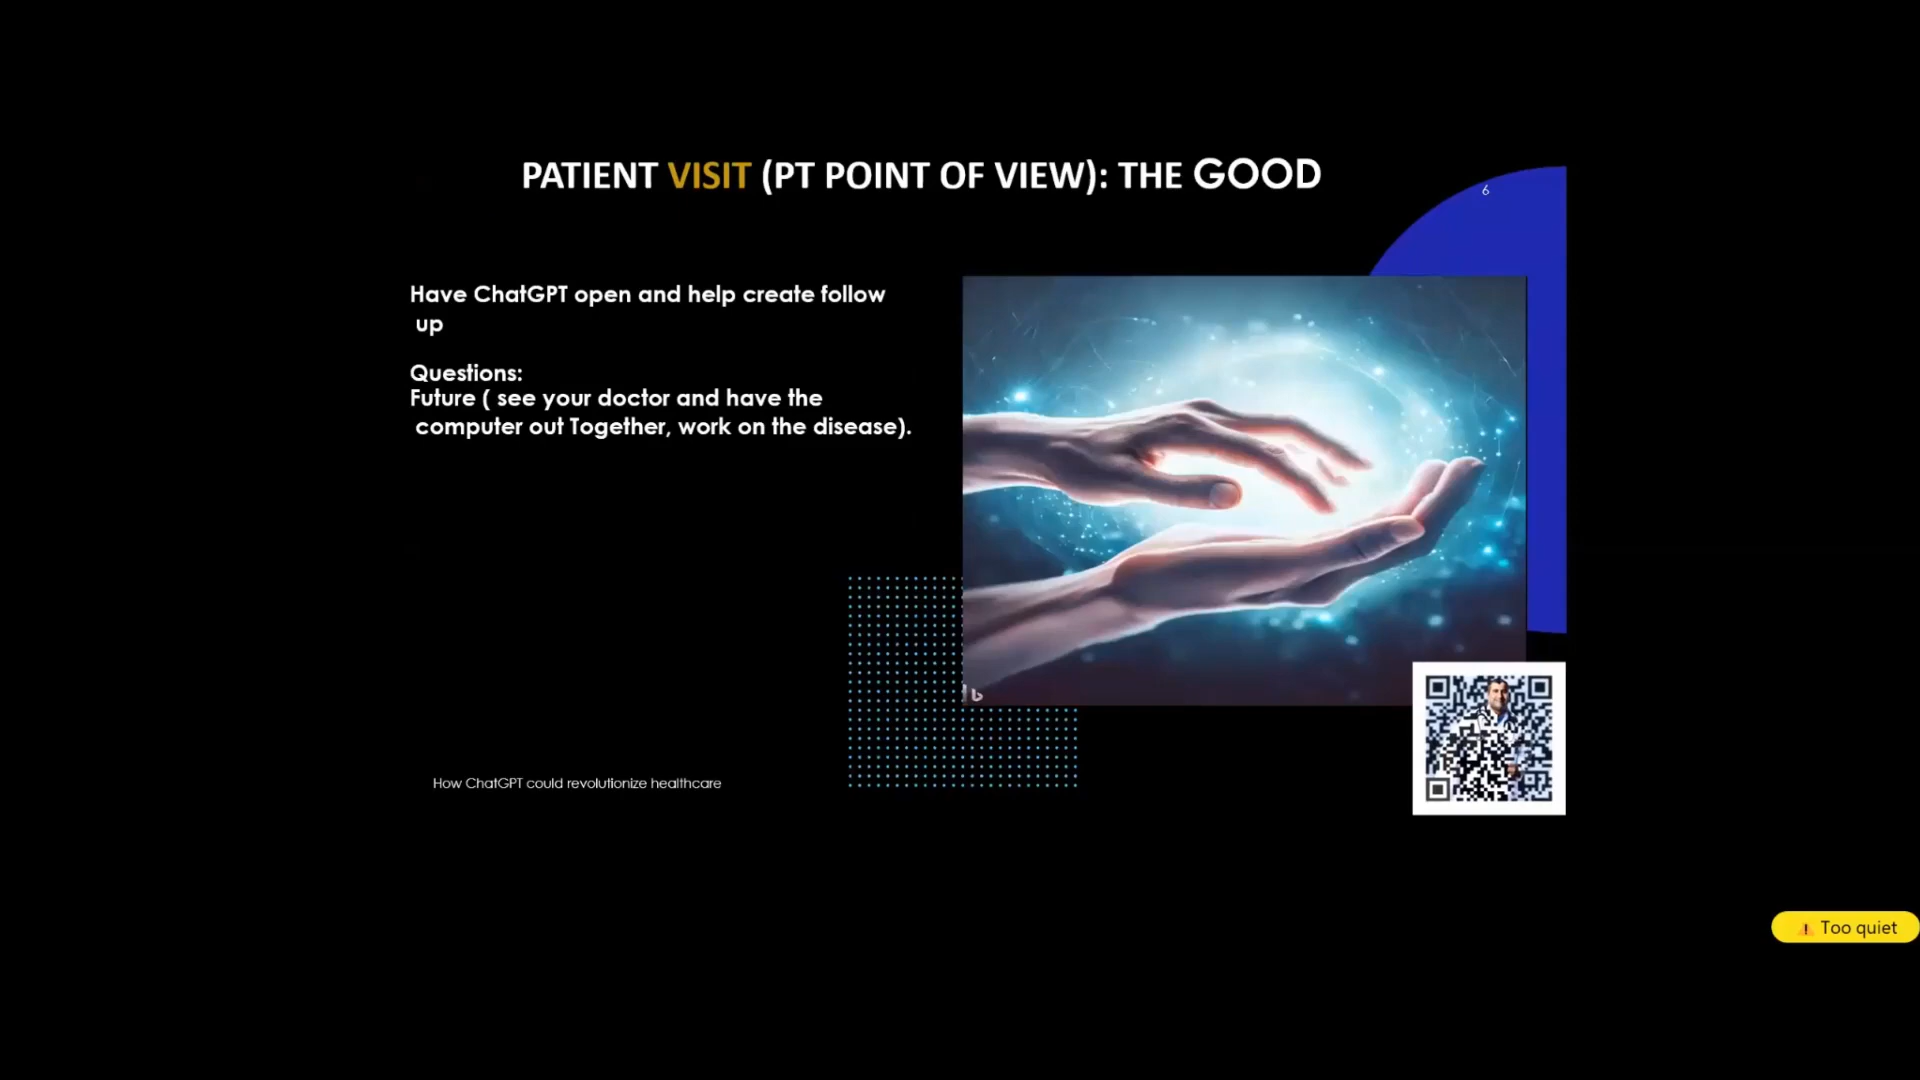 PATIENT VISIT (PT POINT OF VIEW): THE GOOD
6
Have ChatGPT open and help create follow
up
Questions:
Future ( see your doctor and have the
computer out Together, work on the disease).
b
How ChatGPT could revolutionize healthcare
Too quiet